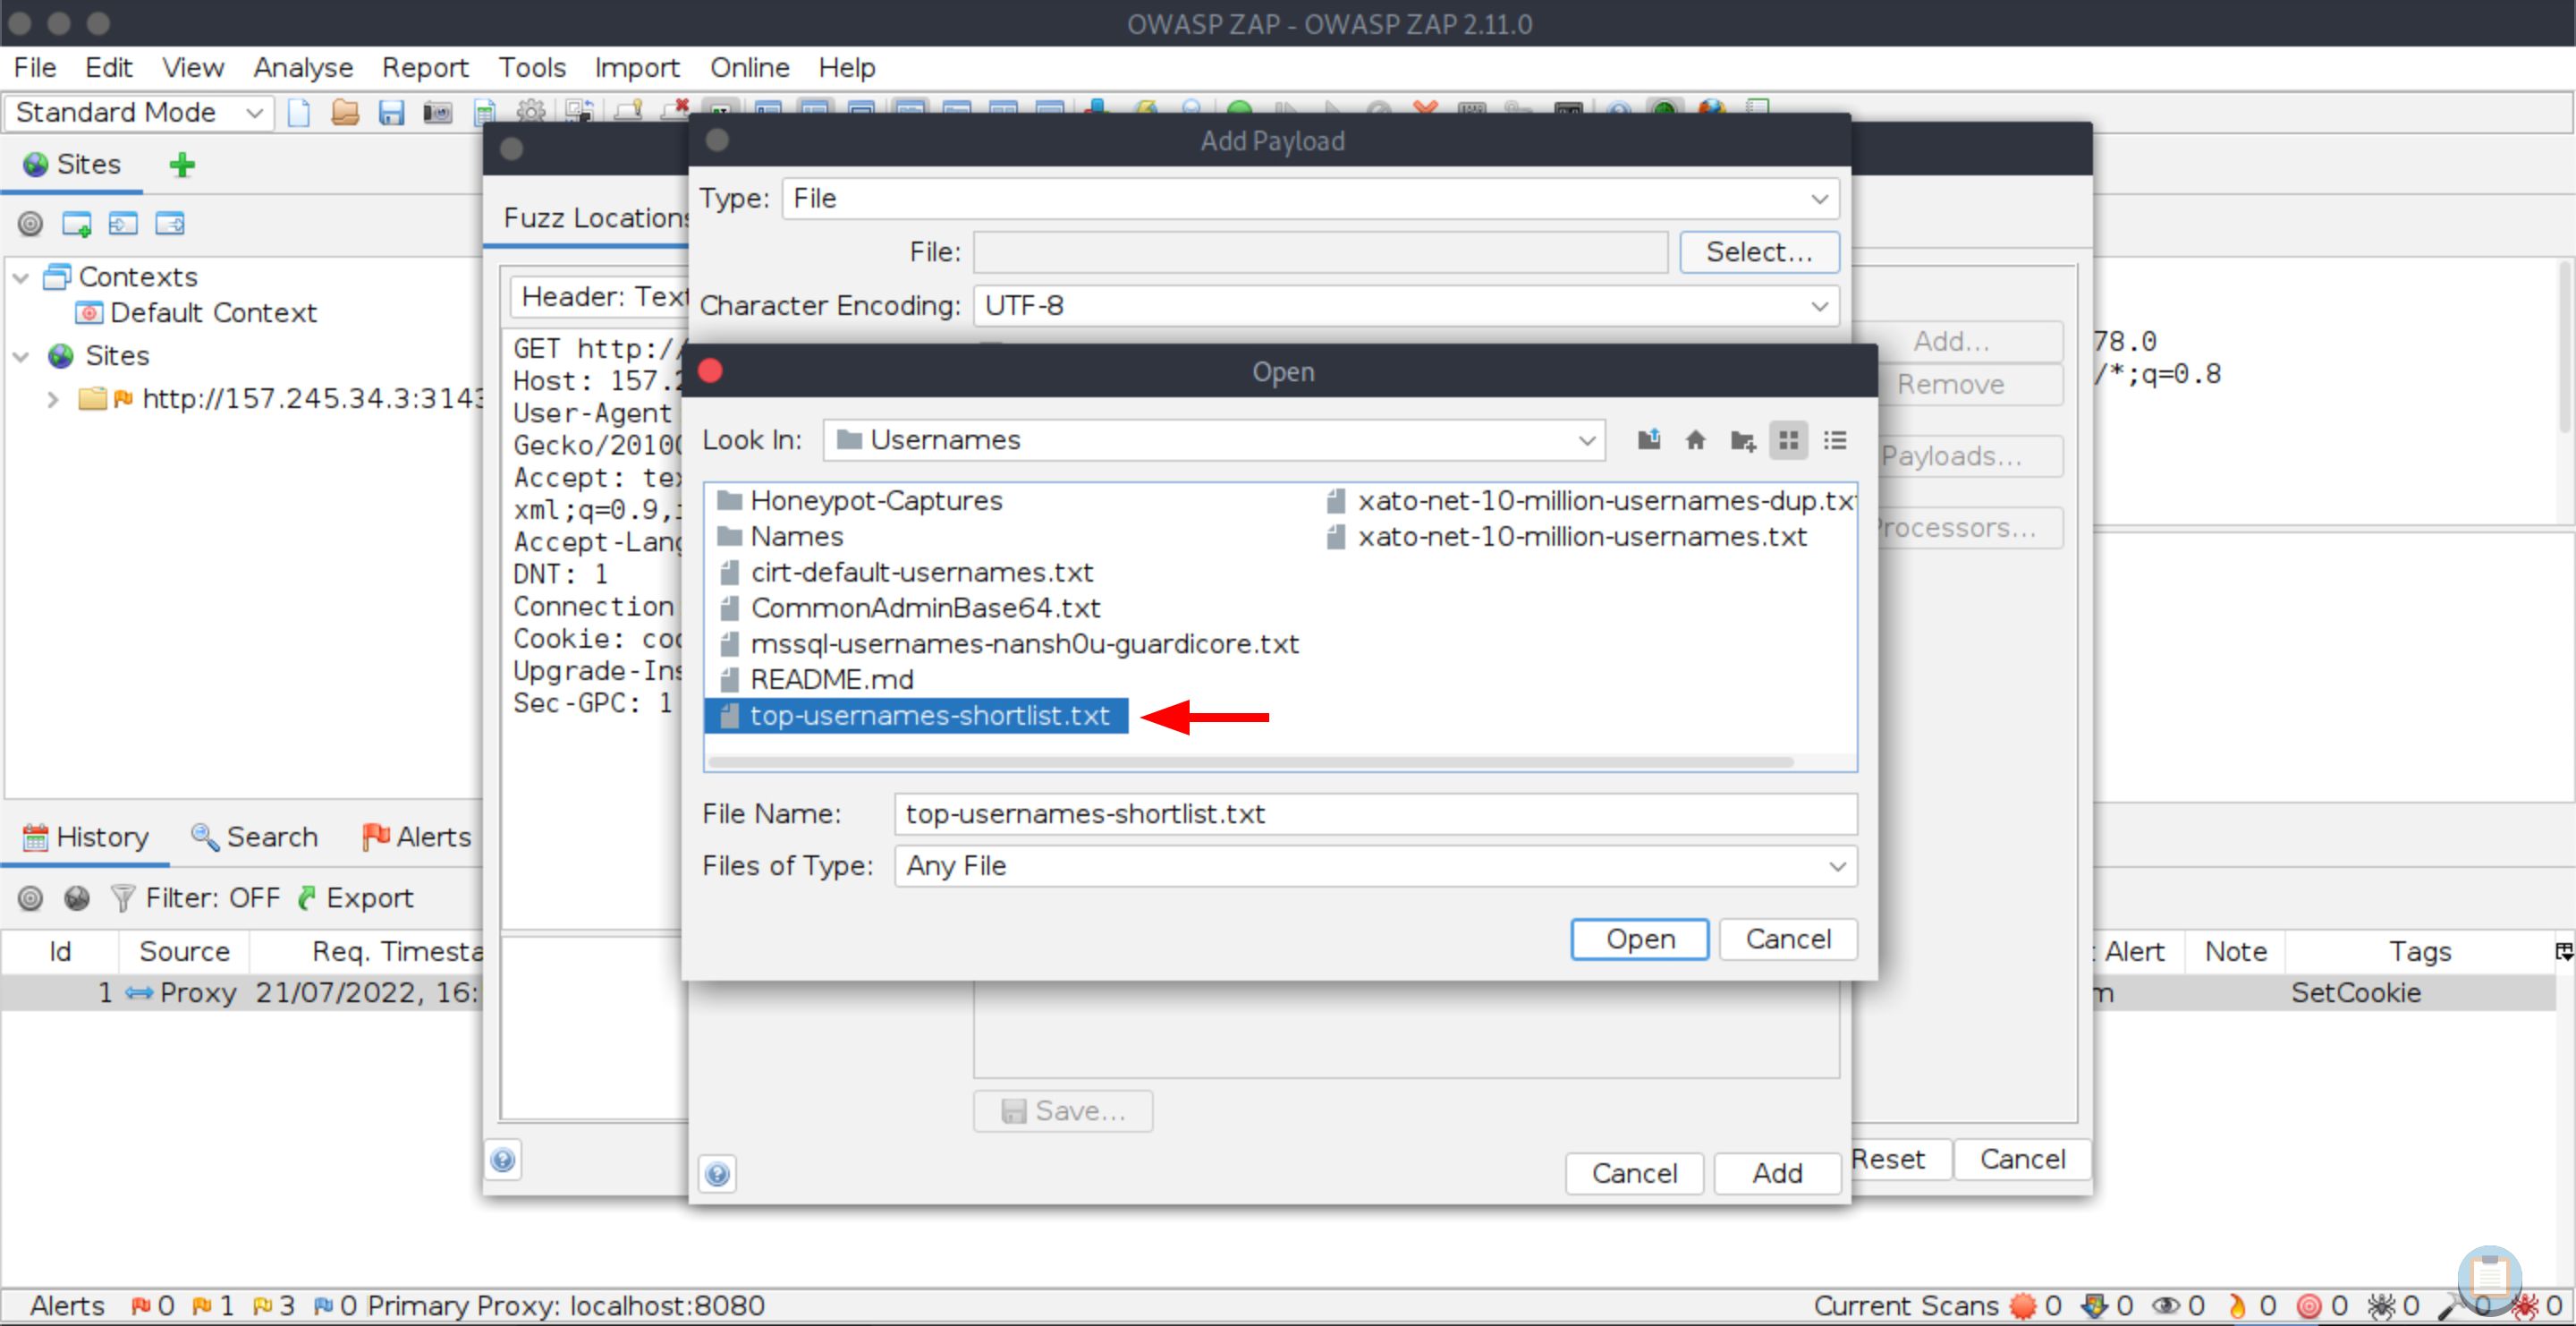 OWASP ZAP - OWASP ZAP 2.11.0
File Edit View Analyse Report Tools Import Online Help
Standard Mode
Sites
Contexts
Default Context
Sites
http://157.245.34.3:3143
Fuzz Locations
Header: Text
GET http://
Host: 157.2
User-Agent
Gecko/20100
Accept: tex
xml;q=0.9,i
Accept-Lang
DNT: 1
Connection
Cookie: coo
Upgrade-Ins
Sec-GPC: 1
Add Payload
Type: File
File: Select...
Character Encoding: UTF-8
Open
Look In: Usernames
Honeypot-Captures
Names
cirt-default-usernames.txt
CommonAdminBase64.txt
mssql-usernames-nansh0u-guardicore.txt
README.md
top-usernames-shortlist.txt
xato-net-10-million-usernames-dup.txt
xato-net-10-million-usernames.txt
File Name: top-usernames-shortlist.txt
Files of Type: Any File
Open Cancel
Save...
Cancel Add
Add...
Remove
Payloads...
Processors...
Reset Cancel
78.0
/*;q=0.8
History Search Alerts
Filter: OFF Export
Id Source Req. Timesta Alert Note Tags
1 Proxy 21/07/2022, 16: m SetCookie
Alerts 0 1 3 0 Primary Proxy: localhost:8080 Current Scans 0 0 0 0 0 0 0 0